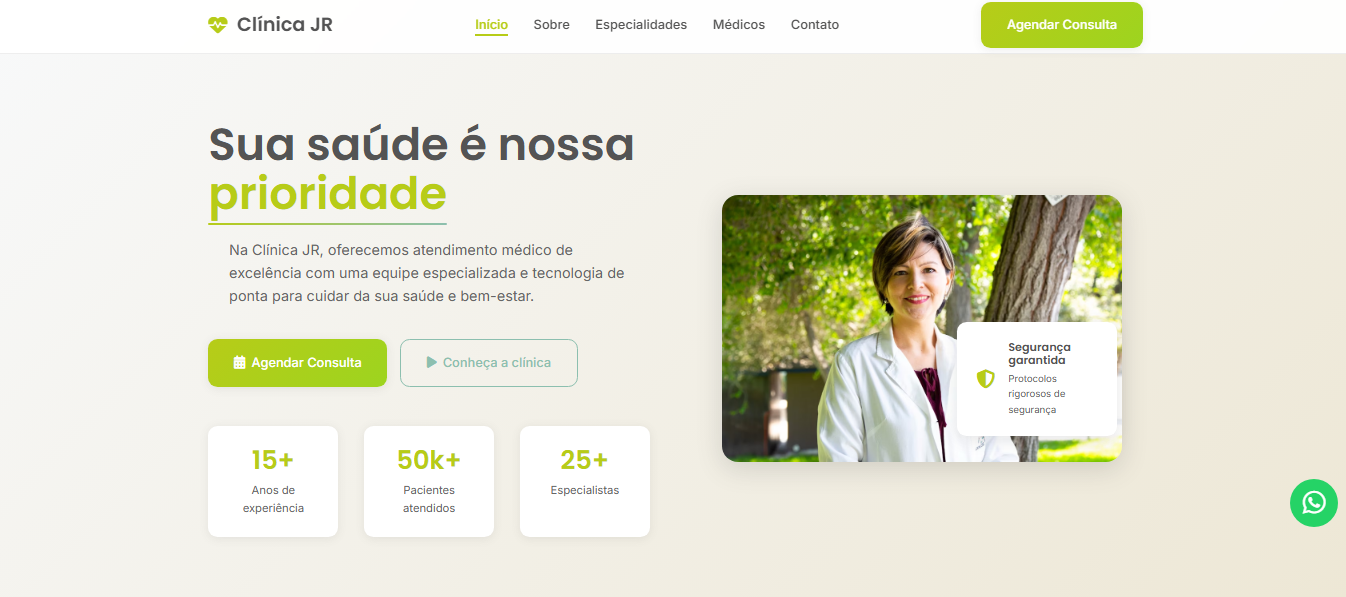 Clínica JR
Início
Sobre
Especialidades
Médicos
Contato
Agendar Consulta
Sua saúde é nossa
prioridade
Na Clínica JR, oferecemos atendimento médico de
excelência com uma equipe especializada e tecnologia de
ponta para cuidar da sua saúde e bem-estar.
Agendar Consulta
Conheça a clínica
15+
Anos de
experiência
50k+
Pacientes
atendidos
25+
Especialistas
Segurança
garantida
Protocolos
rigorosos de
segurança